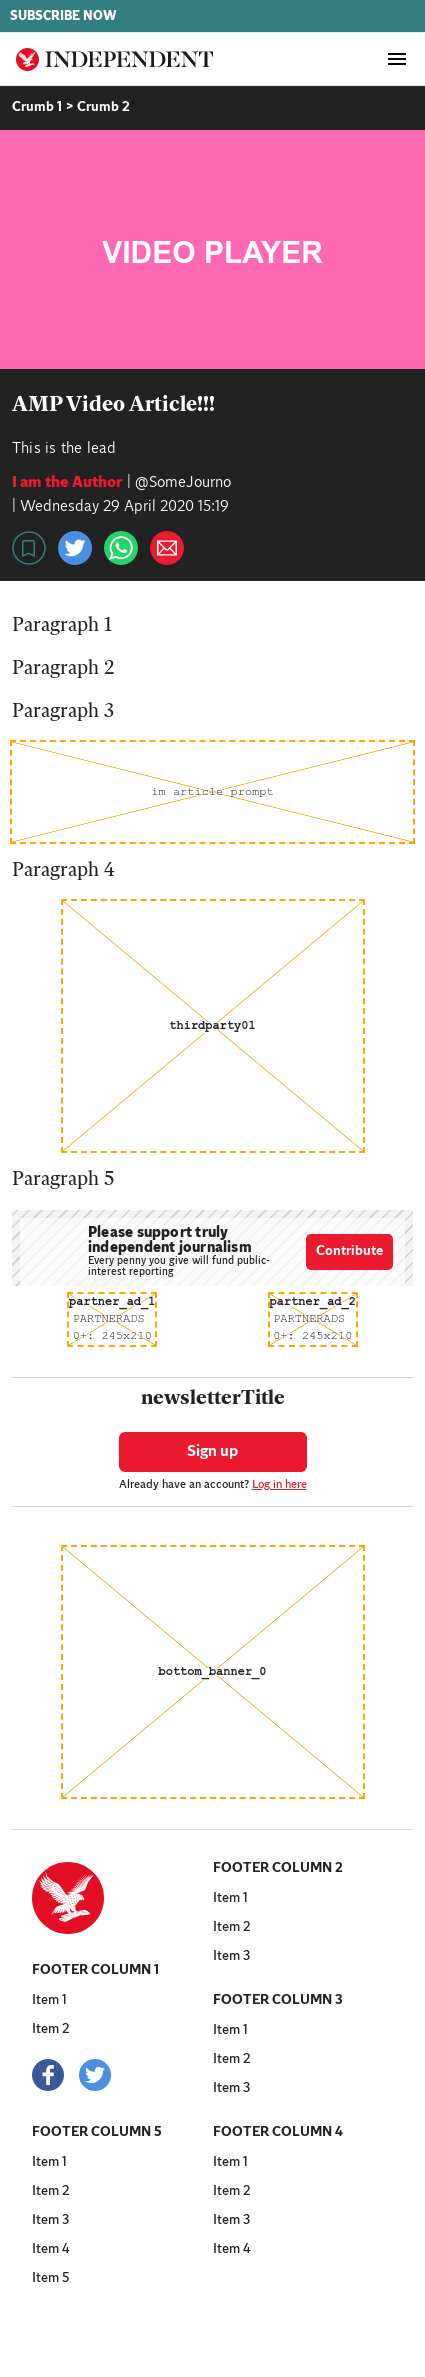 SUBSCRIBE NOW
INDEPENDENT
Crumb 1 > Crumb 2
VIDEO PLAYER
AMP Video Article!!!
This is the lead
I am the Author | @SomeJourno
| Wednesday 29 April 2020 15:19
Paragraph 1
Paragraph 2
Paragraph 3
im article prompt
Paragraph 4
thirdparty01
Paragraph 5
Please support truly
independent journalism
Every penny you give will fund public-
interest reporting
Contribute
partner_ad_1
PARTNERADS
0+: 245x210
partner_ad_2
PARTNERADS
0+: 245x210
newsletterTitle
Sign up
Already have an account? Log in here
bottom_banner_0
FOOTER COLUMN 1
Item 1
Item 2
FOOTER COLUMN 2
Item 1
Item 2
Item 3
FOOTER COLUMN 3
Item 1
Item 2
Item 3
FOOTER COLUMN 5
Item 1
Item 2
Item 3
Item 4
Item 5
FOOTER COLUMN 4
Item 1
Item 2
Item 3
Item 4